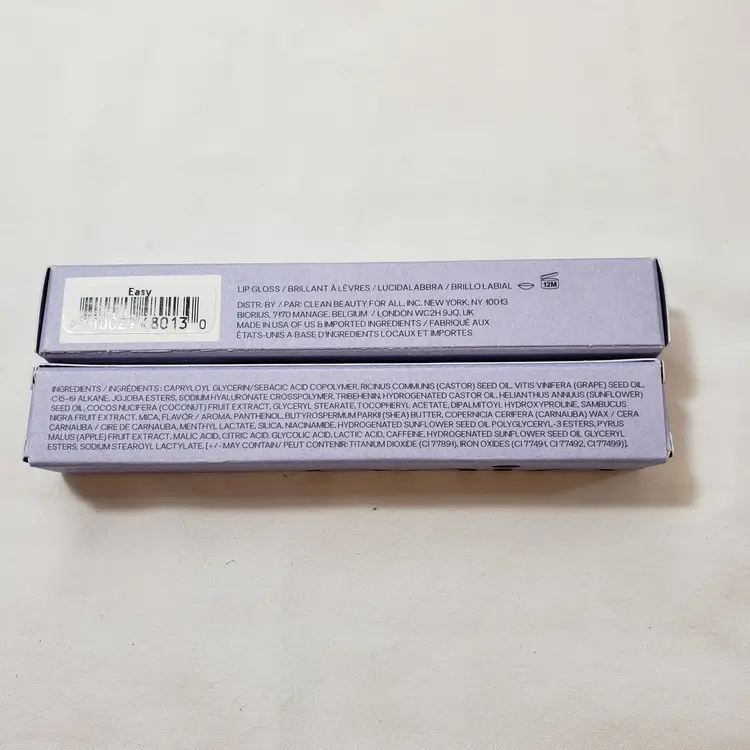 Easy
48013 0
LIP GLOSS / BRILLANT À LÈVRES / LUCIDALABBRA / BRILLO LABIAL
12M
DISTR. BY / PAR: CLEAN BEAUTY FOR ALL, INC. NEW YORK, NY 10013
BIORIUS, 7170 MANAGE, BELGIUM / LONDON WC2H 9JQ, UK
MADE IN USA OF US & IMPORTED INGREDIENTS / FABRIQUÉ AUX
ÉTATS-UNIS A BASE D'INGREDIENTS LOCAUX ET IMPORTES
INGREDIENTS / INGRÉDIENTS: CAPRYLOYL GLYCERIN/SEBACIC ACID COPOLYMER, RICINUS COMMUNIS (CASTOR) SEED OIL, VITIS VINIFERA (GRAPE) SEED OIL,
C15-19 ALKANE, JOJOBA ESTERS, SODIUM HYALURONATE CROSSPOLYMER, TRIBEHENIN, HYDROGENATED CASTOR OIL, HELIANTHUS ANNUUS (SUNFLOWER)
SEED OIL, COCOS NUCIFERA (COCONUT) FRUIT EXTRACT, GLYCERYL STEARATE, TOCOPHERYL ACETATE, DIPALMITOYL HYDROXYPROLINE, SAMBUCUS
NIGRA FRUIT EXTRACT, MICA, FLAVOR / AROMA, PANTHENOL, BUTYROSPERMUM PARKII (SHEA) BUTTER, COPERNICIA CERIFERA (CARNAUBA) WAX / CERA
CARNAUBA / CIRE DE CARNAUBA, MENTHYL LACTATE, SILICA, NIACINAMIDE, HYDROGENATED SUNFLOWER SEED OIL POLYGLYCERYL-3 ESTERS, PYRUS
MALUS (APPLE) FRUIT EXTRACT, MALIC ACID, CITRIC ACID, GLYCOLIC ACID, LACTIC ACID, CAFFEINE, HYDROGENATED SUNFLOWER SEED OIL GLYCERYL
ESTERS, SODIUM STEAROYL LACTYLATE. [+/- MAY CONTAIN/ PEUT CONTENIR: TITANIUM DIOXIDE (CI 77891), IRON OXIDES (CI 77491, CI 77492, CI 77499)].